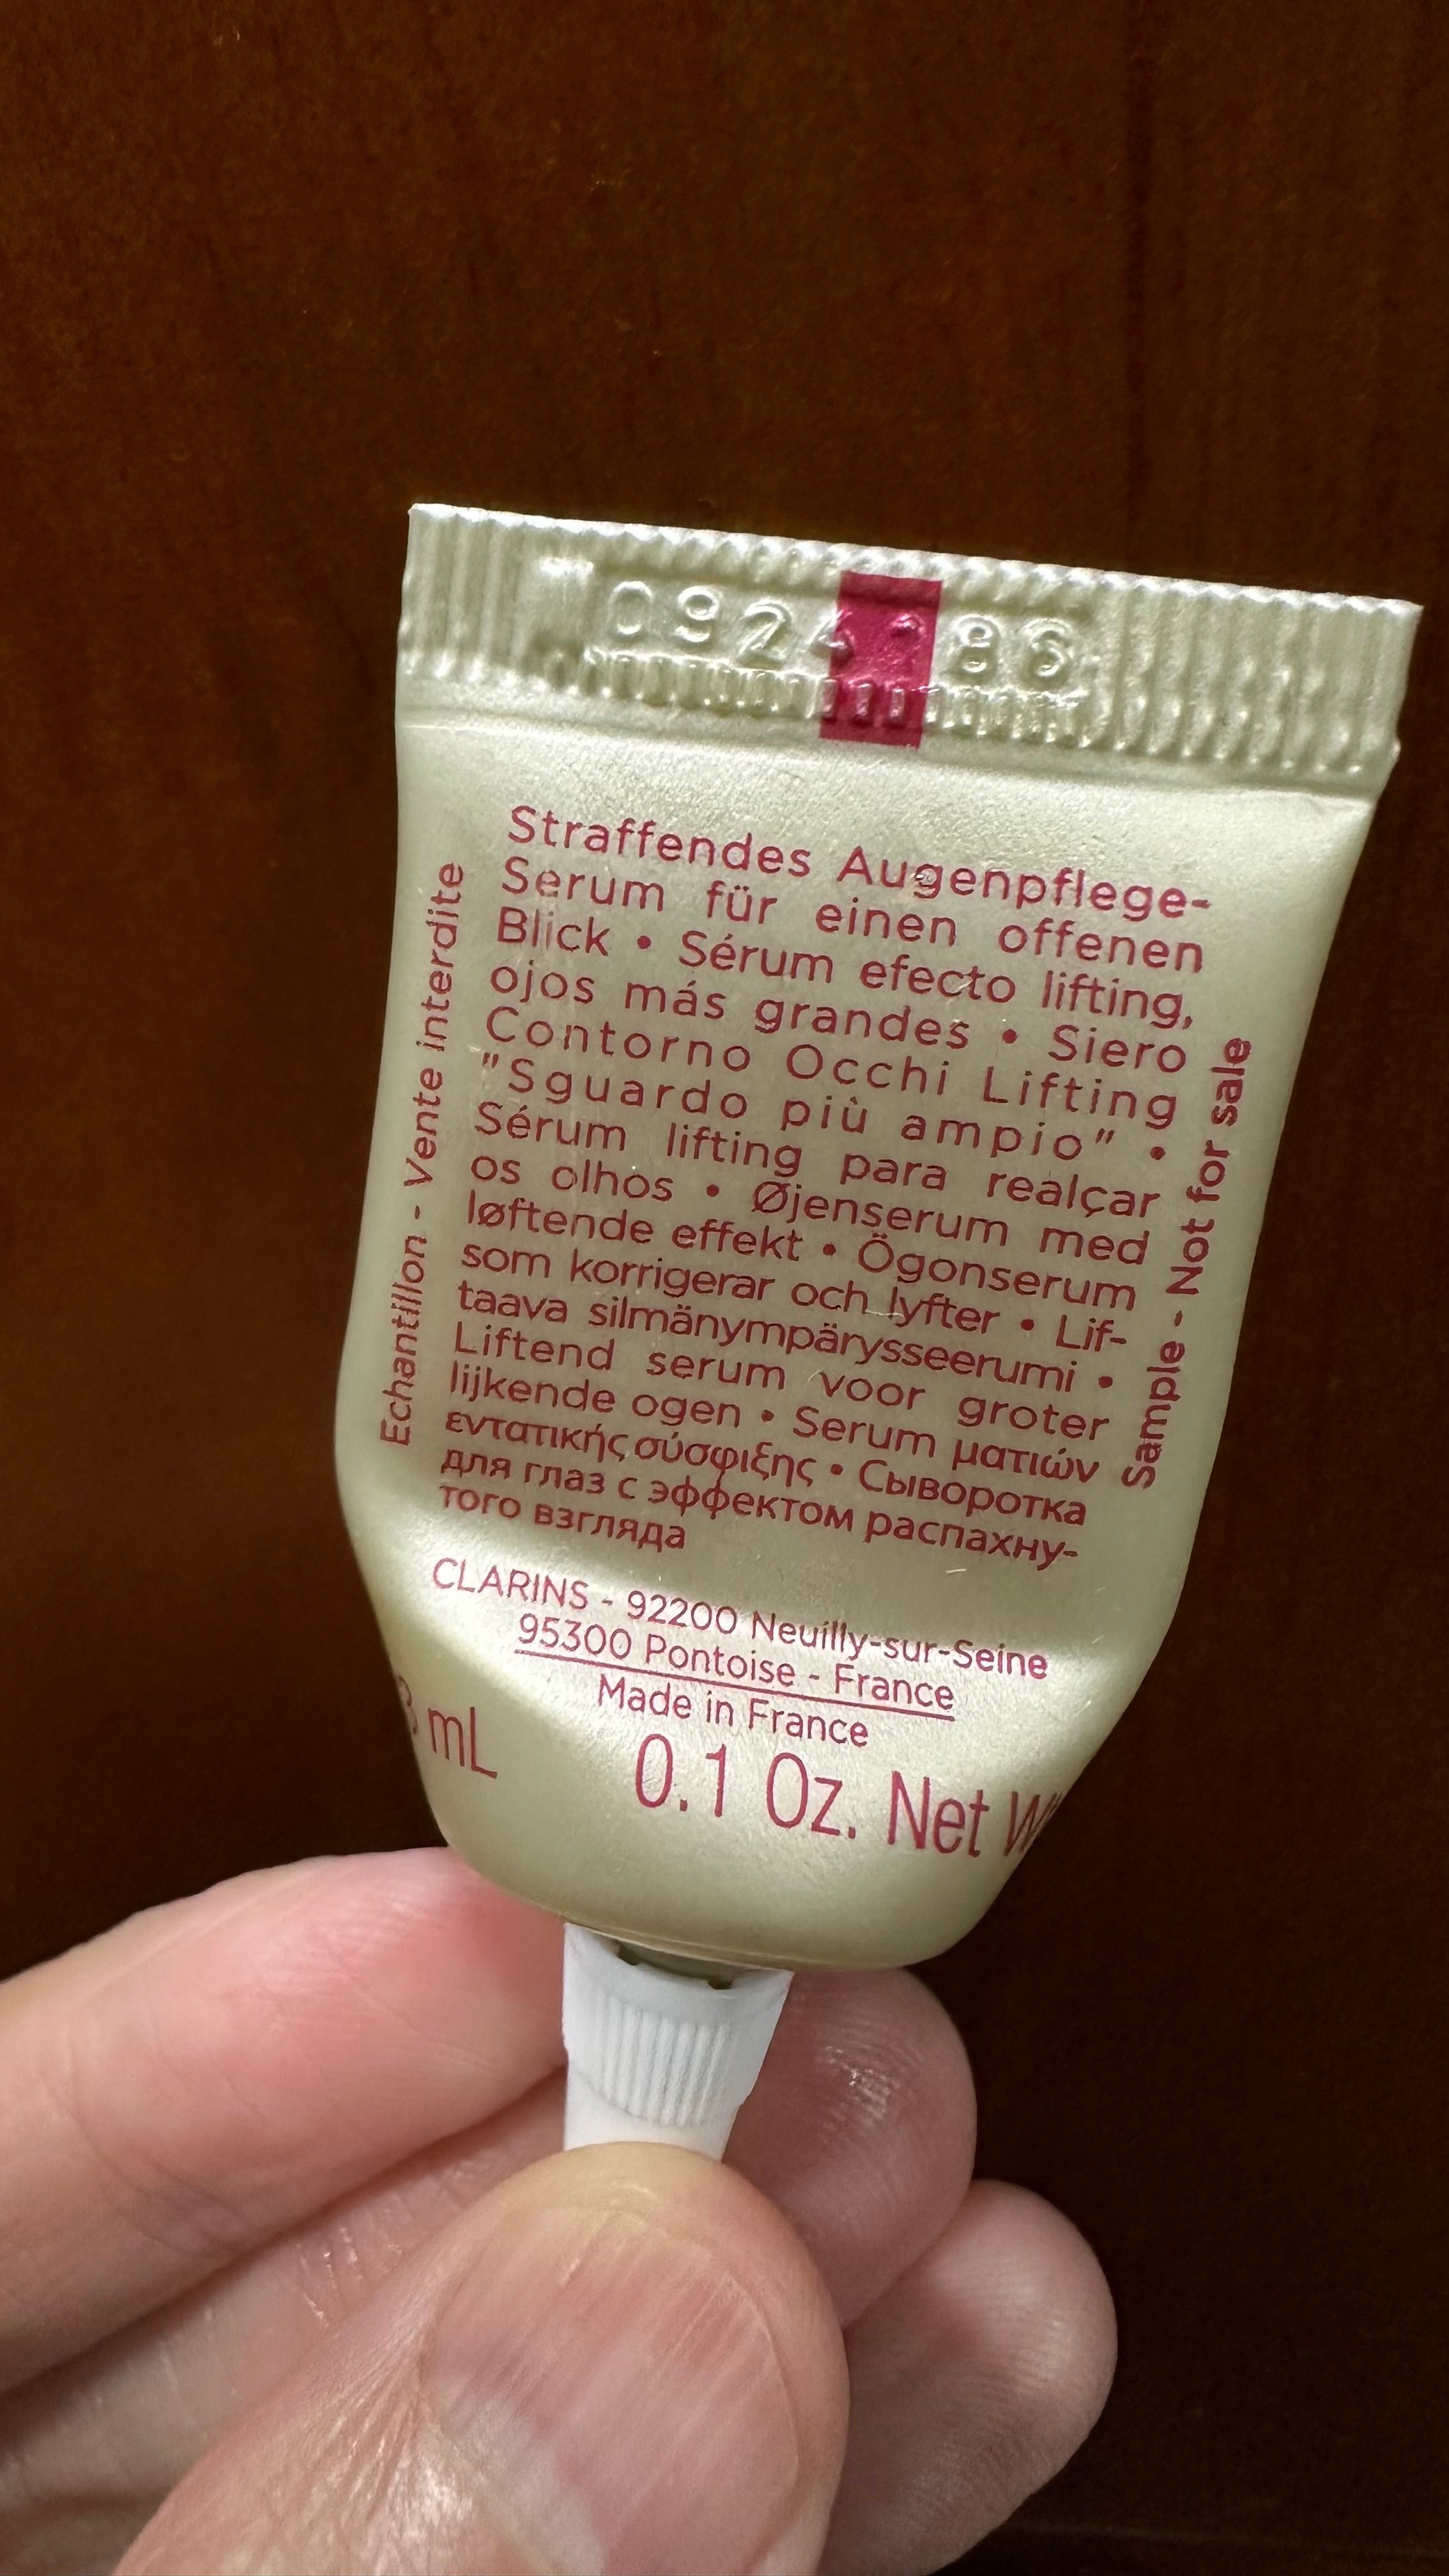 Straffendes Augenpflege-
Serum für einen offenen
Blick • Sérum efecto lifting,
ojos más grandes • Siero
Contorno Occhi Lifting
"Sguardo più ampio" •
Sérum lifting para realçar
os olhos • Øjenserum med
løftende effekt • Ögonserum
som korrigerar och lyfter • Lif-
taava silmänympärysseerumi •
Liftend serum voor groter
lijkende ogen • Serum ματιών
εντατικής σύσφιξης • Сыворотка
для глаз с эффектом распахну-
того взгляда
CLARINS - 92200 Neuilly-sur-Seine
95300 Pontoise - France
Made in France
3 mL
0.1 Oz. Net
Echantillon - Vente interdite
Sample - Not for sale